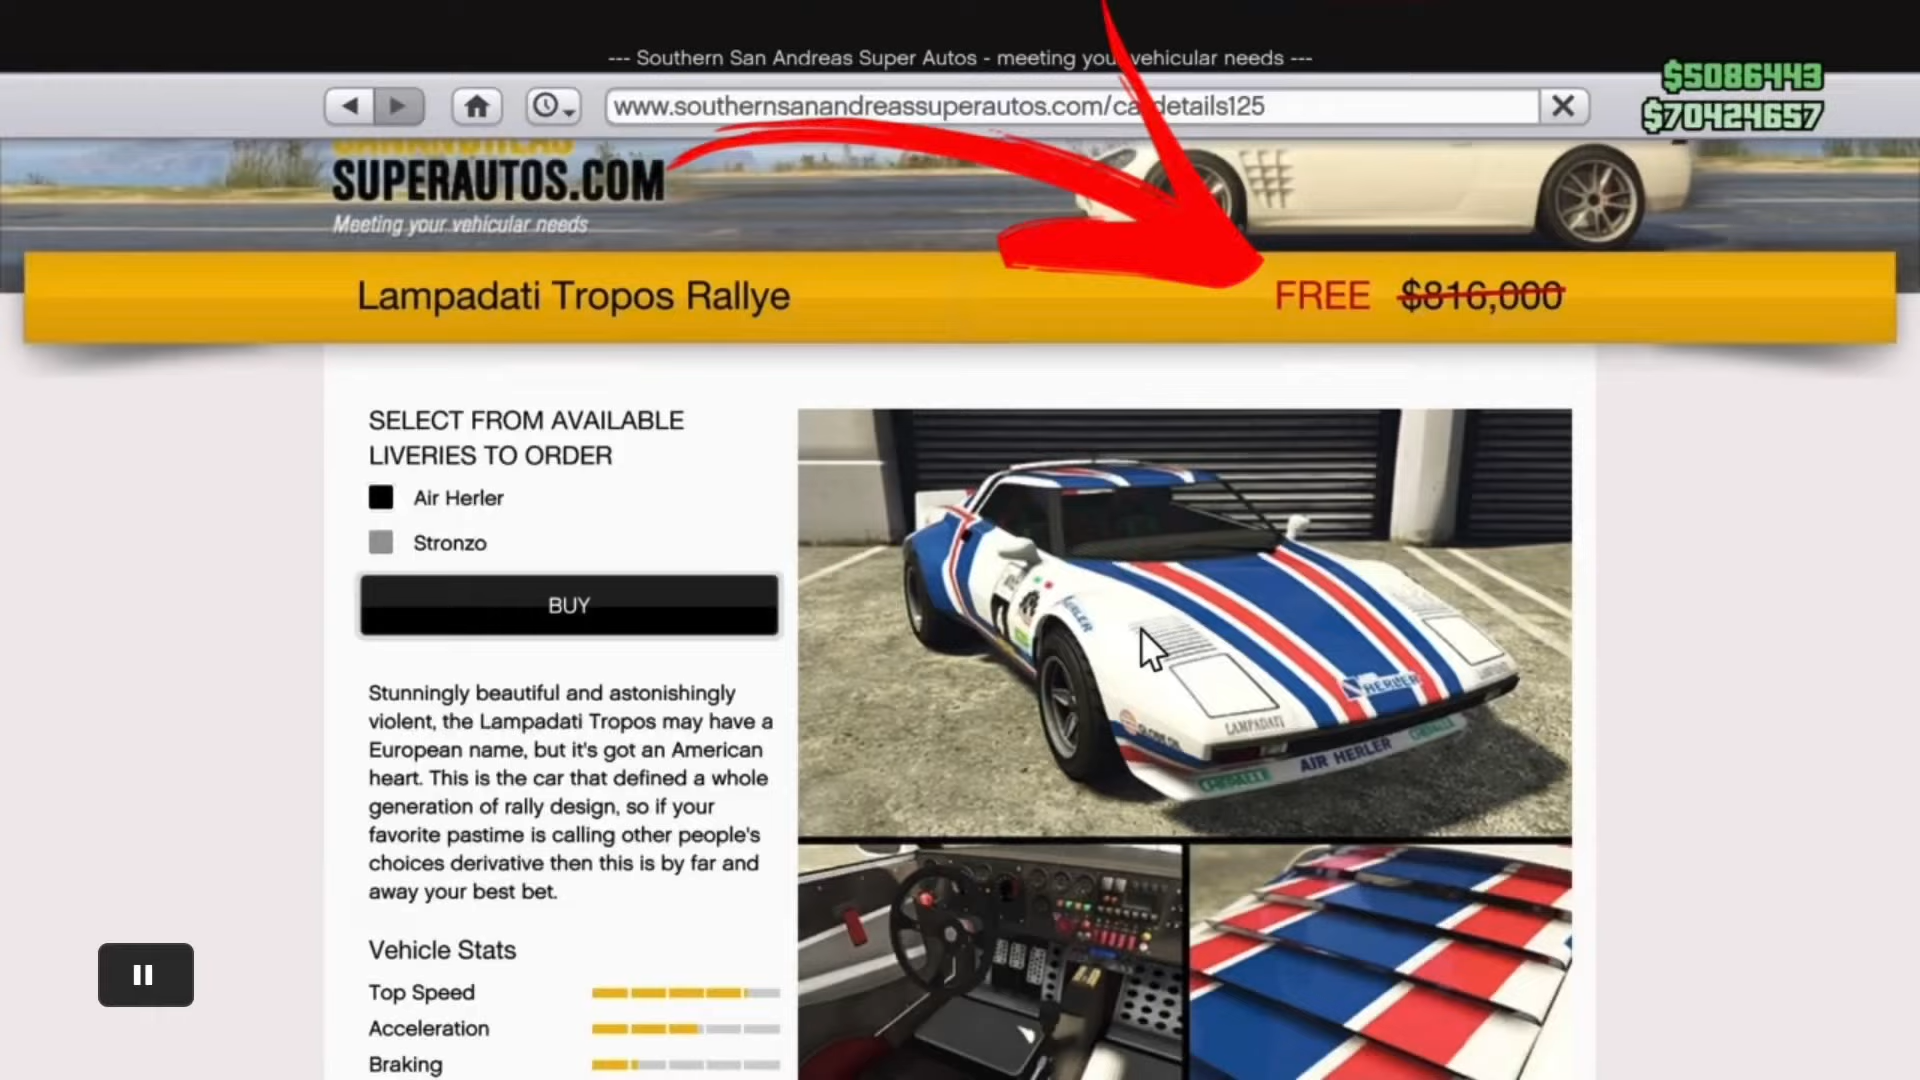 --- Southern San Andreas Super Autos - meeting your vehicular needs ---
$5086443
www.southernsanandreassuperautos.com/cardetails125
$70424657
SUPERAUTOS.COM
Meeting your vehicular needs
Lampadati Tropos Rallye
FREE $816,000
SELECT FROM AVAILABLE
LIVERIES TO ORDER
Air Herler
Stronzo
BUY
Stunningly beautiful and astonishingly
violent, the Lampadati Tropos may have a
European name, but it's got an American
heart. This is the car that defined a whole
generation of rally design, so if your
favorite pastime is calling other people's
choices derivative then this is by far and
away your best bet.
Vehicle Stats
Top Speed
Acceleration
Braking
HERLER
HERLER
LAMPADATI
AIR HERLER